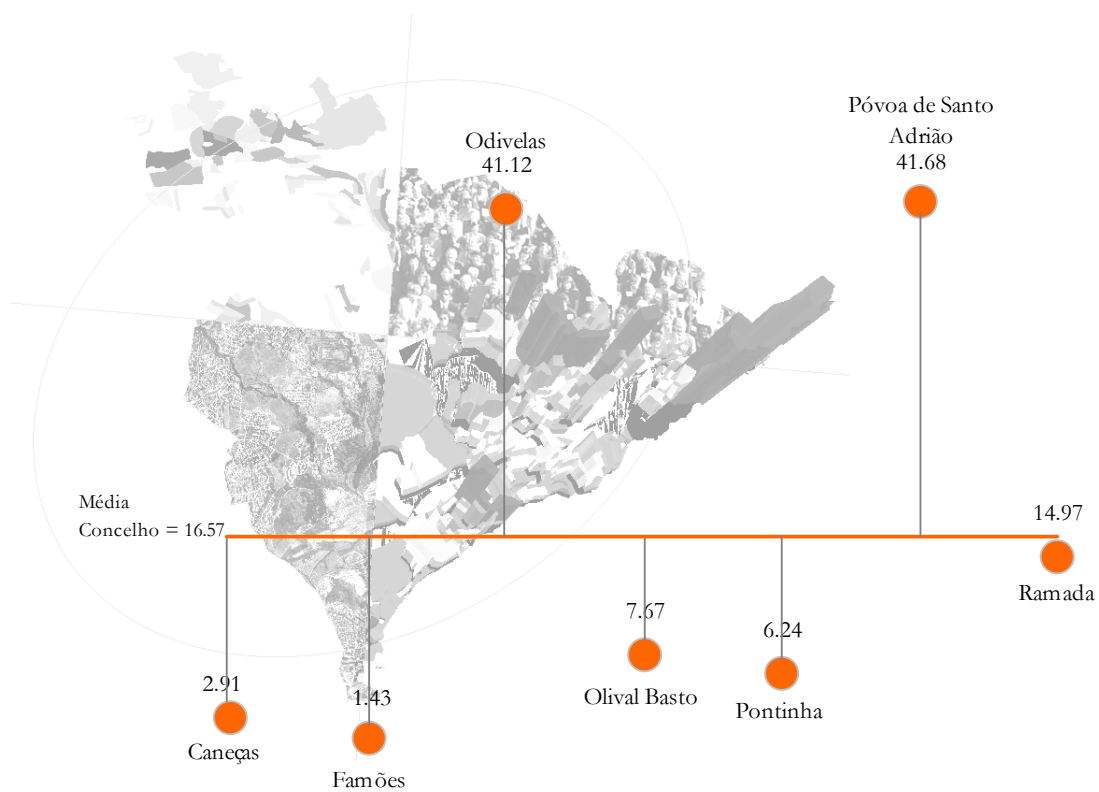 Póvoa de Santo
Adrião
41.68
Odivelas
41.12
Média
Concelho = 16.57
14.97
Ramada
7.67
Olival Basto
6.24
Pontinha
2.91
Caneças
1.43
Famões